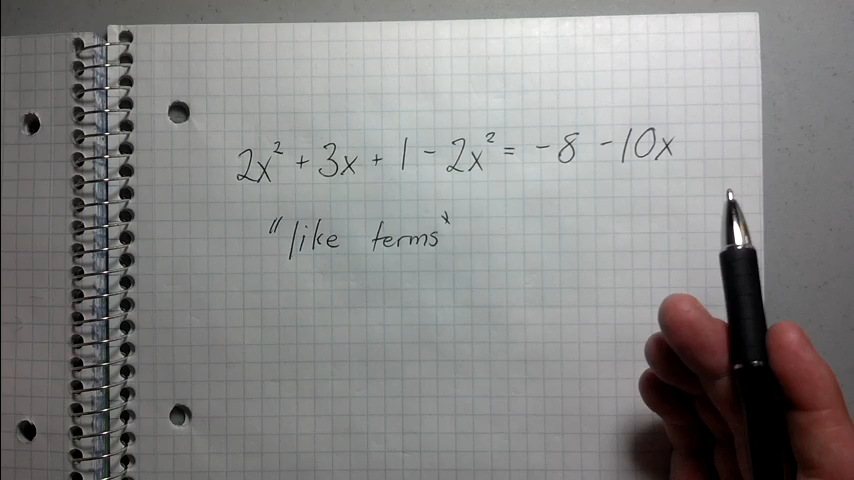 2x² + 3x + 1 - 2x² = -8 -10x
"like terms"